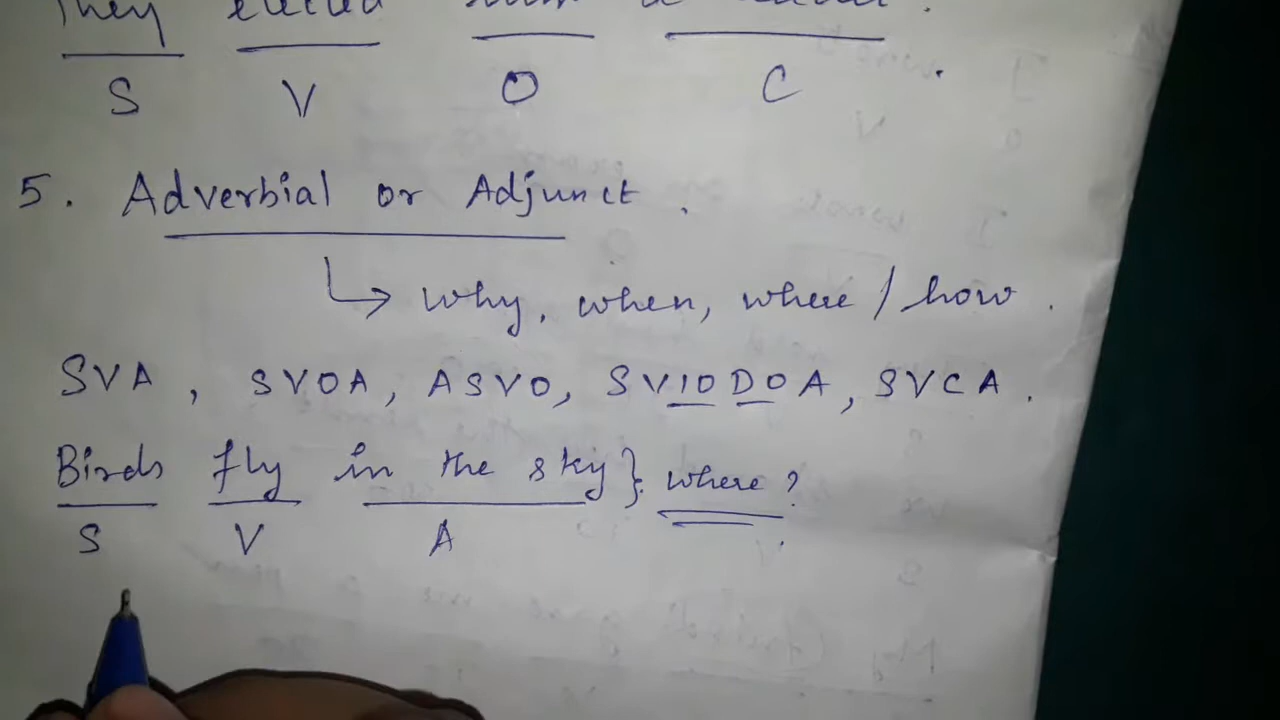 They elected
S V O C
5. Adverbial or Adjunct.
↳ why, when, where / how.
SVA, SVOA, ASVO, SVIODOA, SVCA.
Birds fly in the sky}. where?
S V A